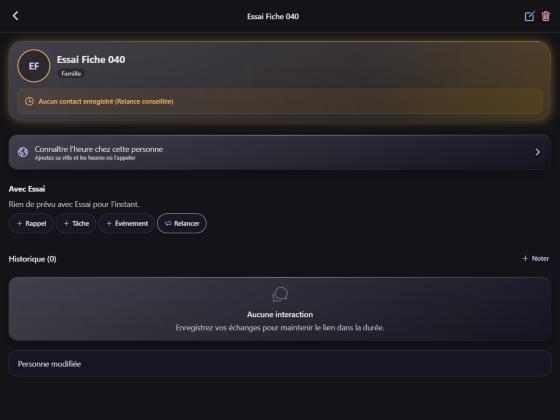 Essai Fiche 040
EF
Essai Fiche 040
Famille
Aucun contact enregistré (Relance conseillée)
Connaître l'heure chez cette personne
Ajoutez sa ville et les heures où l'appeler
Avec Essai
Rien de prévu avec Essai pour l'instant.
+ Rappel + Tâche + Événement Relancer
Historique (0) + Noter
Aucune interaction
Enregistrez vos échanges pour maintenir le lien dans la durée.
Personne modifiée